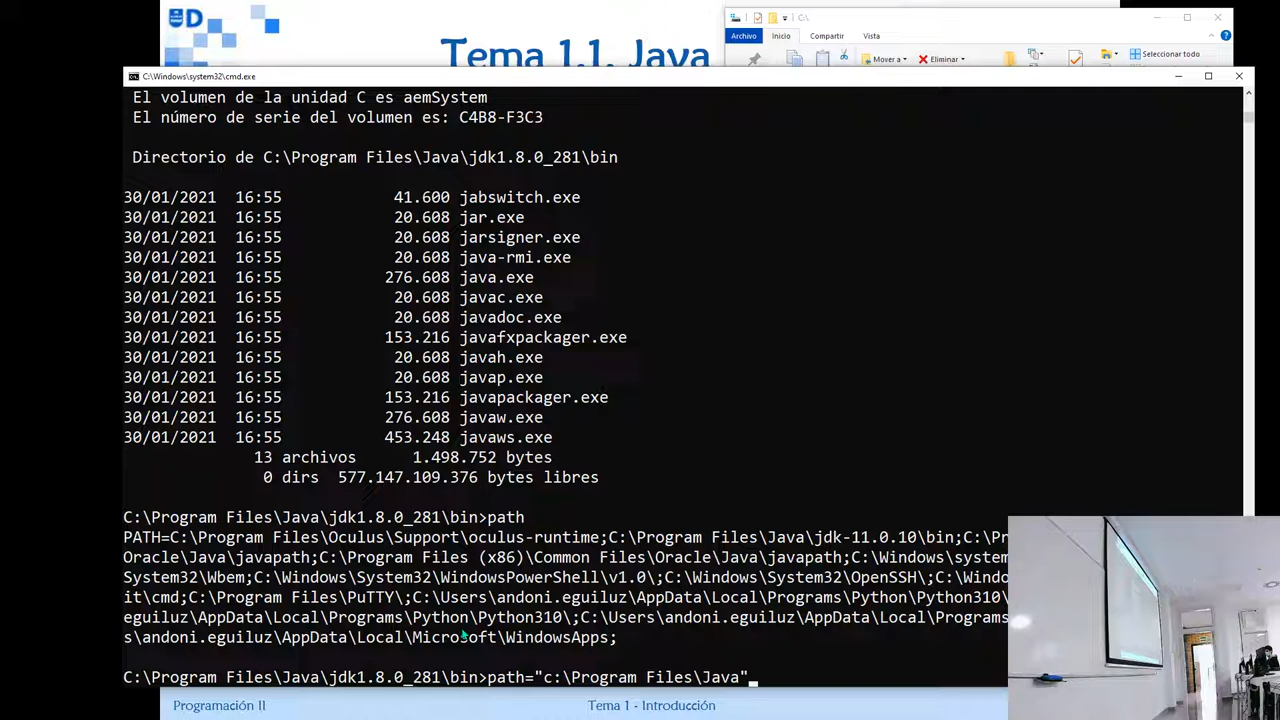 D
C:\
Tema 1.1. Java
Archivo
Inicio
Compartir
Vista
Mover a
Eliminar
Seleccionar todo
C:\Windows\system32\cmd.exe
El volumen de la unidad C es aemSystem
El número de serie del volumen es: C4B8-F3C3
Directorio de C:\Program Files\Java\jdk1.8.0_281\bin
30/01/2021 16:55 41.600 jabswitch.exe
30/01/2021 16:55 20.608 jar.exe
30/01/2021 16:55 20.608 jarsigner.exe
30/01/2021 16:55 20.608 java-rmi.exe
30/01/2021 16:55 276.608 java.exe
30/01/2021 16:55 20.608 javac.exe
30/01/2021 16:55 20.608 javadoc.exe
30/01/2021 16:55 153.216 javafxpackager.exe
30/01/2021 16:55 20.608 javah.exe
30/01/2021 16:55 20.608 javap.exe
30/01/2021 16:55 153.216 javapackager.exe
30/01/2021 16:55 276.608 javaw.exe
30/01/2021 16:55 453.248 javaws.exe
13 archivos 1.498.752 bytes
0 dirs 577.147.109.376 bytes libres
C:\Program Files\Java\jdk1.8.0_281\bin>path
PATH=C:\Program Files\Oculus\Support\oculus-runtime;C:\Program Files\Java\jdk-11.0.10\bin;C:\Pr
Oracle\Java\javapath;C:\Program Files (x86)\Common Files\Oracle\Java\javapath;C:\Windows\system
System32\Wbem;C:\Windows\System32\WindowsPowerShell\v1.0\;C:\Windows\System32\OpenSSH\;C:\Windo
it\cmd;C:\Program Files\PuTTY\;C:\Users\andoni.eguiluz\AppData\Local\Programs\Python\Python310\
eguiluz\AppData\Local\Programs\Python\Python310\;C:\Users\andoni.eguiluz\AppData\Local\Programs
s\andoni.eguiluz\AppData\Local\Microsoft\WindowsApps;
C:\Program Files\Java\jdk1.8.0_281\bin>path="c:\Program Files\Java"
Programación II
Tema 1 - Introducción